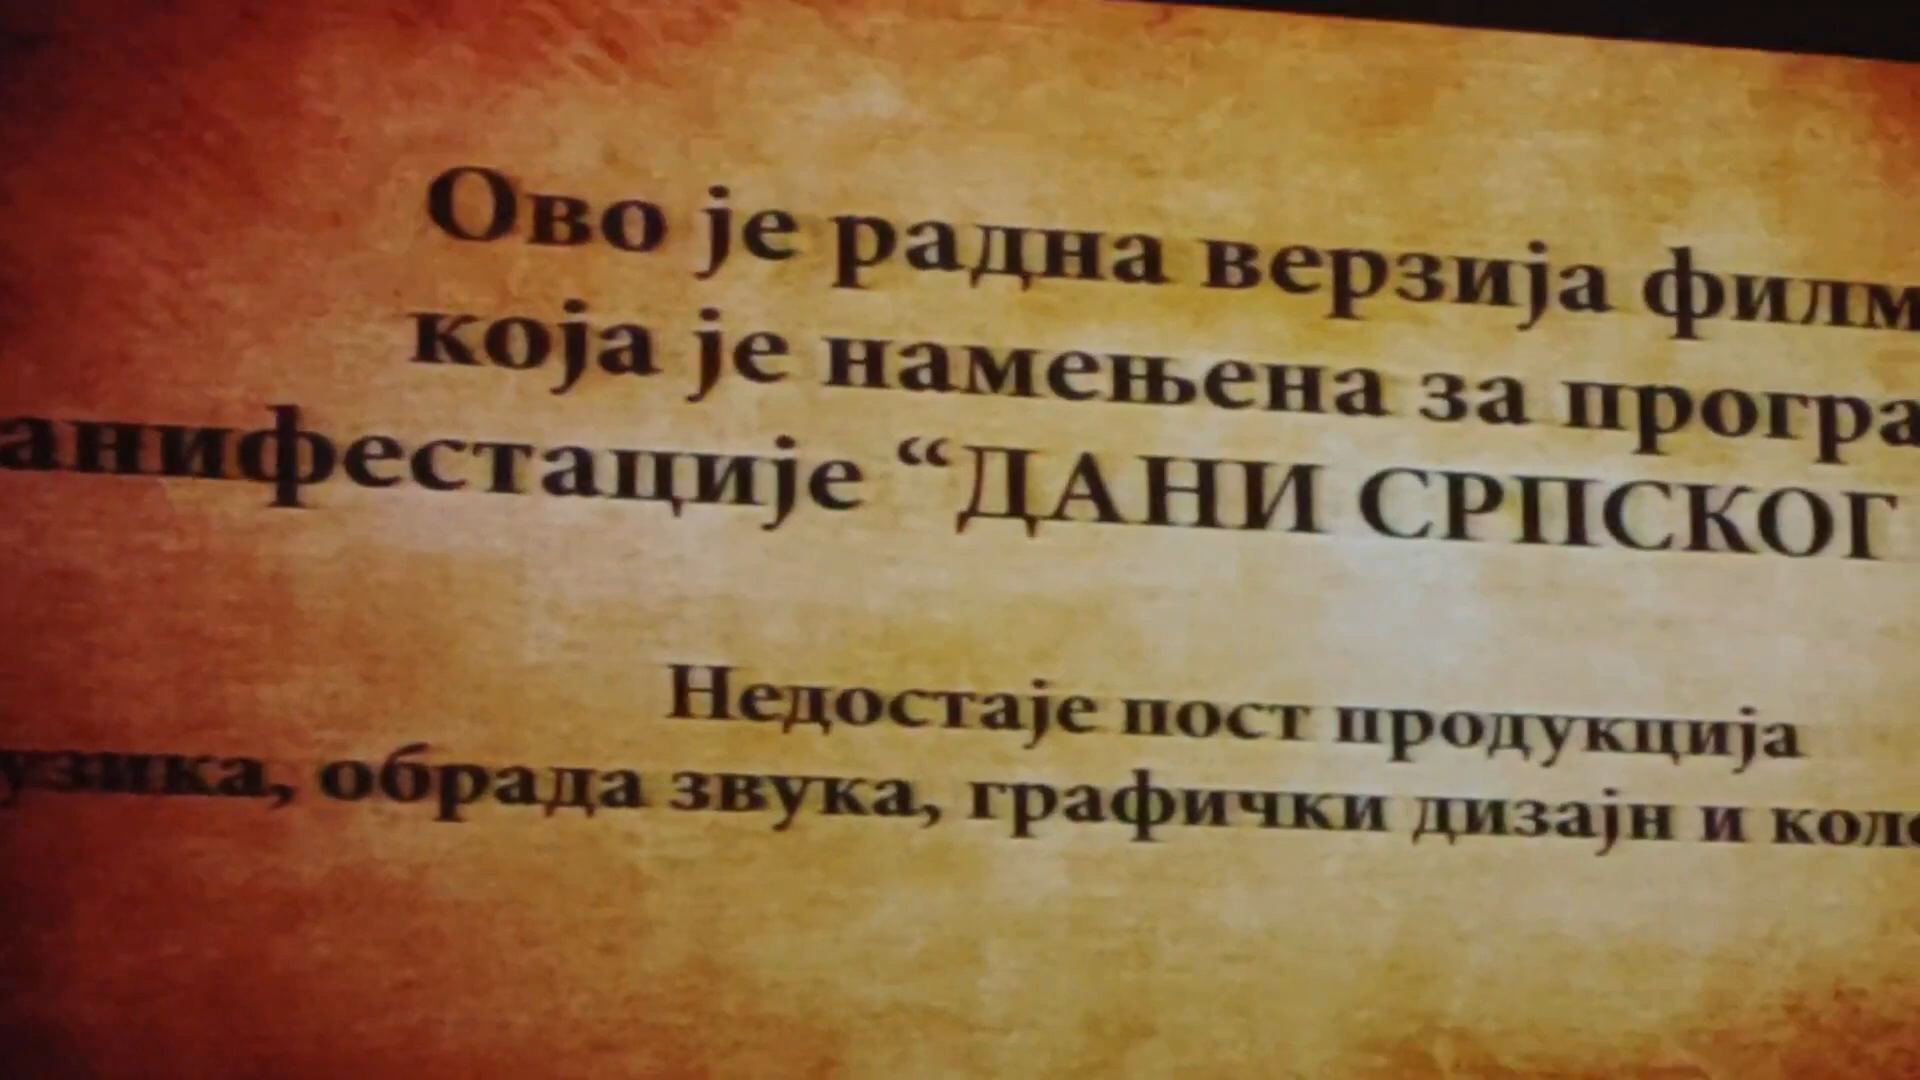 Ово је радна верзија филм
која је намењена за програ
анифестације “ДАНИ СРПСКОГ
Недостаје пост продукција
узика, обрада звука, графички дизајн и кол